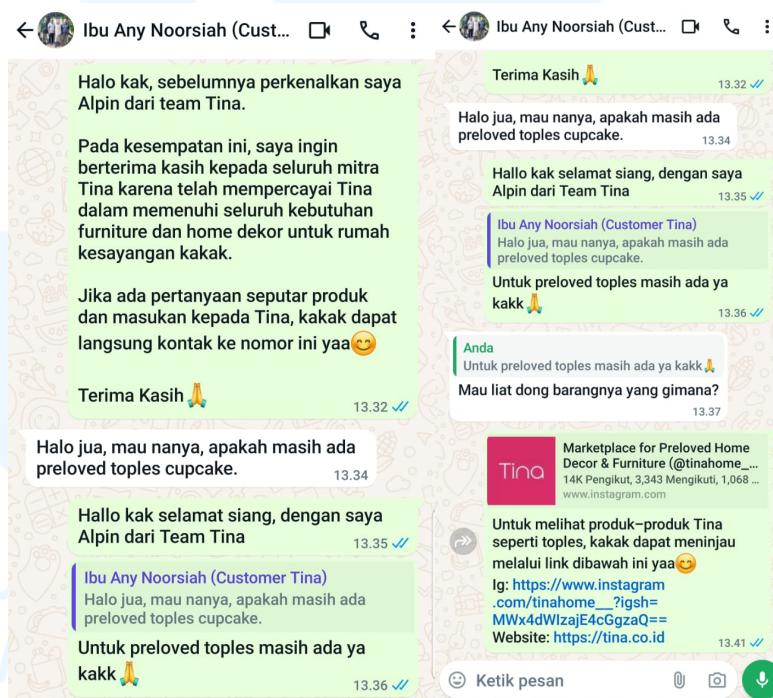 Ibu Any Noorsiah (Cust...
Halo kak, sebelumnya perkenalkan saya
Alpin dari team Tina.
Pada kesempatan ini, saya ingin
berterima kasih kepada seluruh mitra
Tina karena telah mempercayai Tina
dalam memenuhi seluruh kebutuhan
furniture dan home dekor untuk rumah
kesayangan kakak.
Jika ada pertanyaan seputar produk
dan masukan kepada Tina, kakak dapat
langsung kontak ke nomor ini yaa😊
Terima Kasih🙏
13.32
Halo jua, mau nanya, apakah masih ada
preloved toples cupcake.
13.34
Hallo kak selamat siang, dengan saya
Alpin dari Team Tina
13.35
Ibu Any Noorsiah (Customer Tina)
Halo jua, mau nanya, apakah masih ada
preloved toples cupcake.
Untuk preloved toples masih ada ya
kakk🙏
13.36
Ibu Any Noorsiah (Cust...
Terima Kasih🙏
13.32
Halo jua, mau nanya, apakah masih ada
preloved toples cupcake.
13.34
Hallo kak selamat siang, dengan saya
Alpin dari Team Tina
13.35
Ibu Any Noorsiah (Customer Tina)
Halo jua, mau nanya, apakah masih ada
preloved toples cupcake.
Untuk preloved toples masih ada ya
kakk🙏
13.36
Anda
Untuk preloved toples masih ada ya kakk🙏
Mau liat dong barangnya yang gimana?
13.37
Tina
Marketplace for Preloved Home
Decor & Furniture (@tinahome_...
14K Pengikut, 3,343 Mengikuti, 1,068 ...
www.instagram.com
Untuk melihat produk–produk Tina
seperti toples, kakak dapat meninjau
melalui link dibawah ini yaa😊
Ig: https://www.instagram
.com/tinahome__?igsh=
MWx4dWIzajE4cGgzaQ==
Website: https://tina.co.id
13.41
Ketik pesan